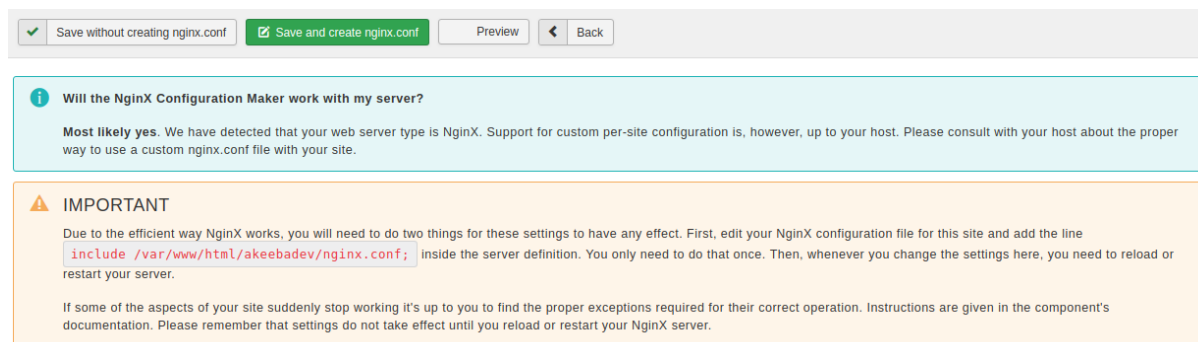 Save without creating nginx.conf Save and create nginx.conf Preview Back
Will the NginX Configuration Maker work with my server?
Most likely yes. We have detected that your web server type is NginX. Support for custom per-site configuration is, however, up to your host. Please consult with your host about the proper
way to use a custom nginx.conf file with your site.
IMPORTANT
Due to the efficient way NginX works, you will need to do two things for these settings to have any effect. First, edit your NginX configuration file for this site and add the line
include /var/www/html/akeebadev/nginx.conf; inside the server definition. You only need to do that once. Then, whenever you change the settings here, you need to reload or
restart your server.
If some of the aspects of your site suddenly stop working it's up to you to find the proper exceptions required for their correct operation. Instructions are given in the component's
documentation. Please remember that settings do not take effect until you reload or restart your NginX server.